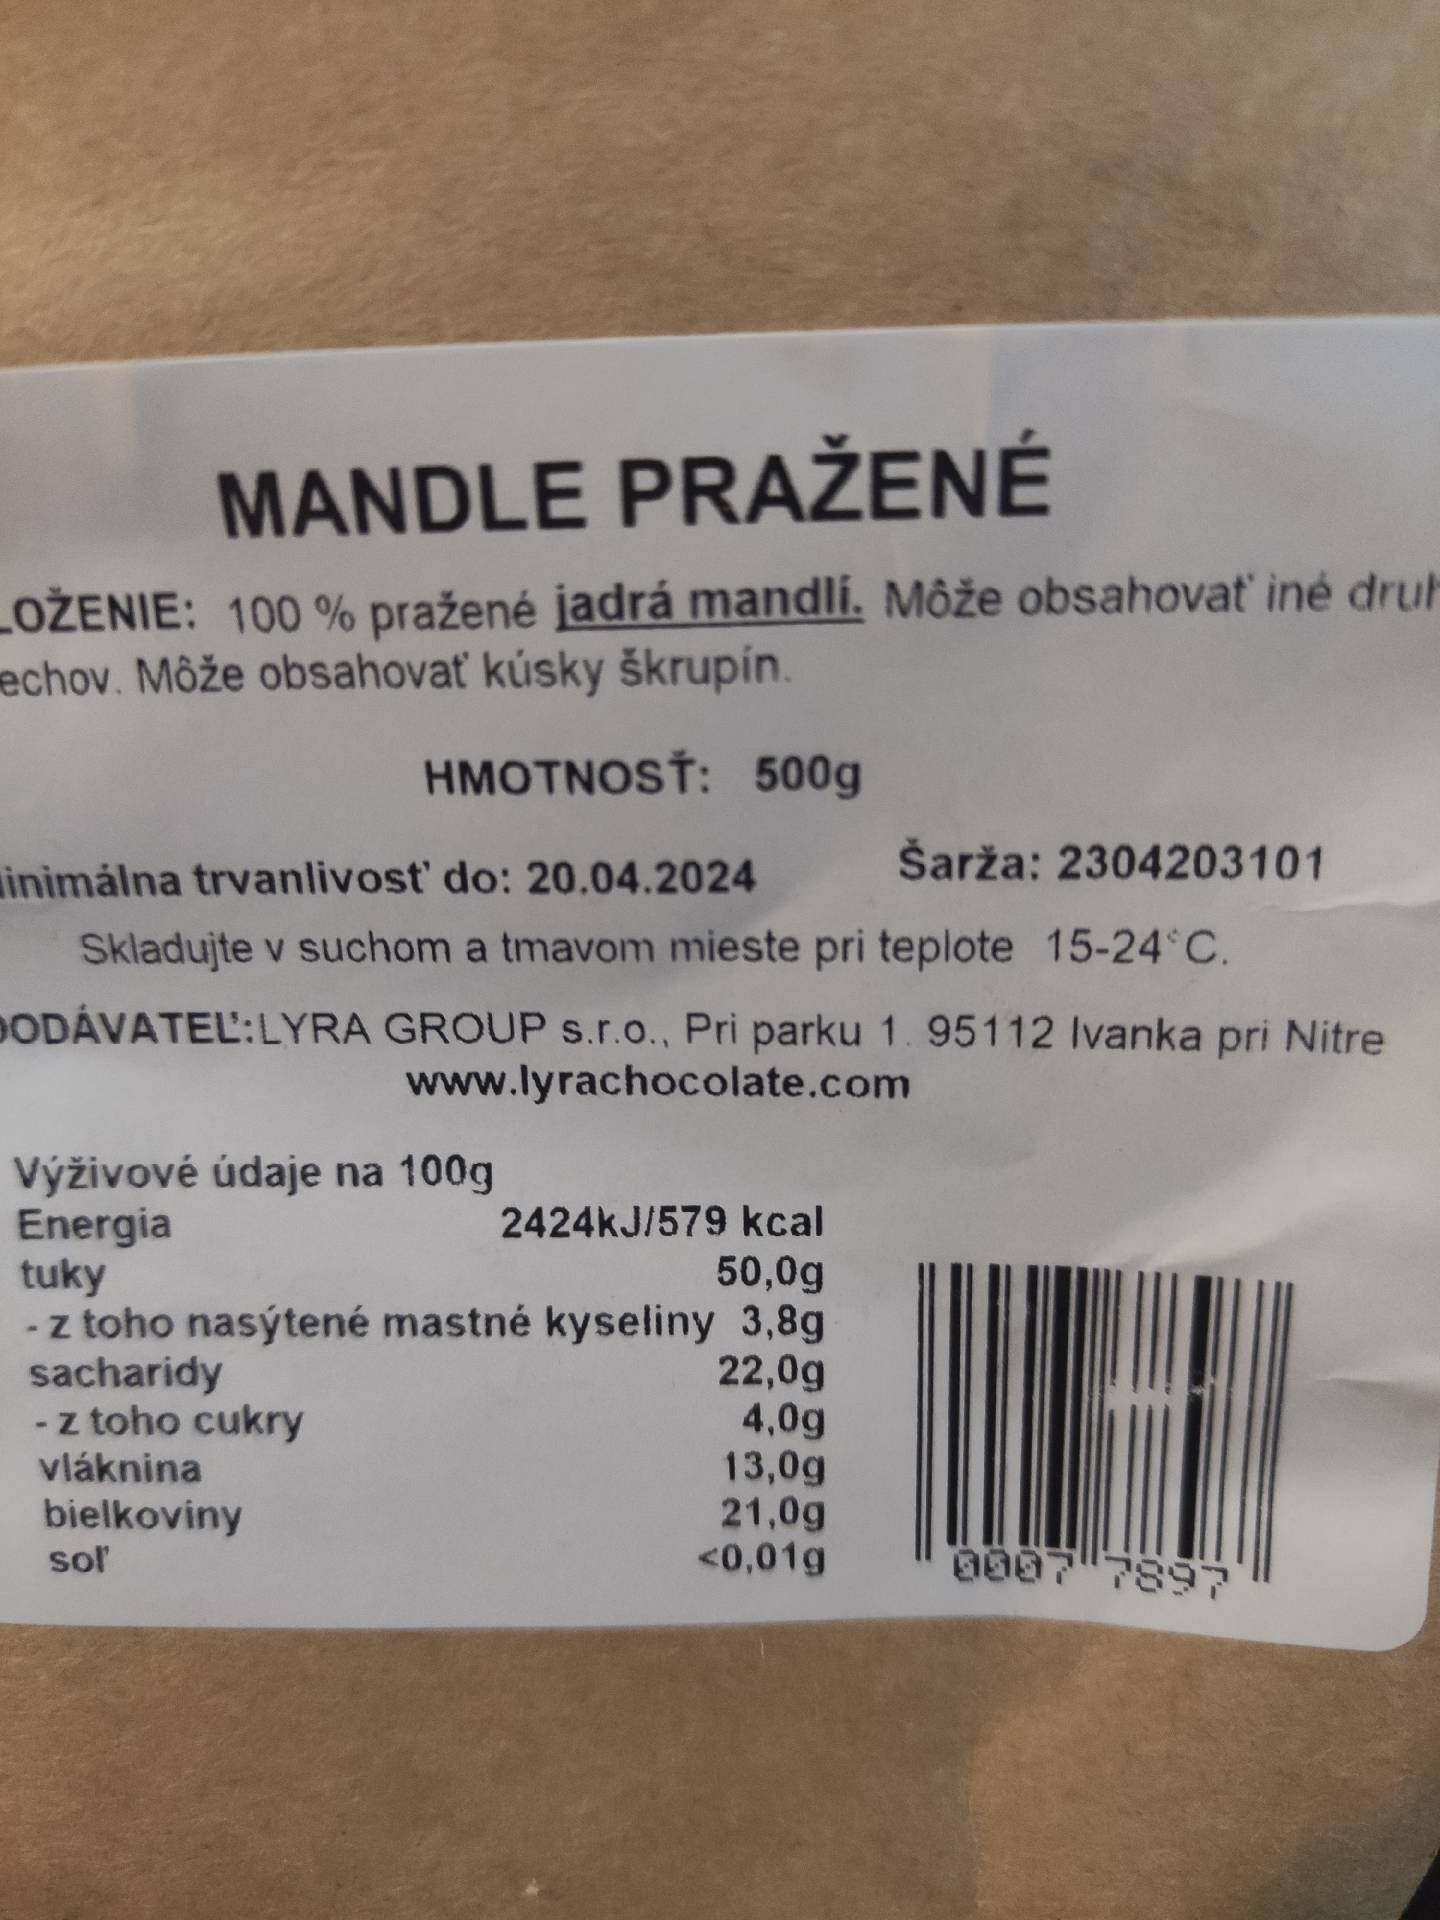 MANDLE PRAŽENÉ
LOŽENIE: 100 % pražené jadrá mandlí. Môže obsahovať iné druh
echov. Môže obsahovať kúsky škrupín.
HMOTNOSŤ: 500g
inimálna trvanlivosť do: 20.04.2024 Šarža: 2304203101
Skladujte v suchom a tmavom mieste pri teplote 15-24°C.
DODÁVATEĽ:LYRA GROUP s.r.o., Pri parku 1. 95112 Ivanka pri Nitre
www.lyrachocolate.com
Výživové údaje na 100g
Energia 2424kJ/579 kcal
tuky 50,0g
- z toho nasýtené mastné kyseliny 3,8g
sacharidy 22,0g
- z toho cukry 4,0g
vláknina 13,0g
bielkoviny 21,0g
soľ <0,01g
0007 7897